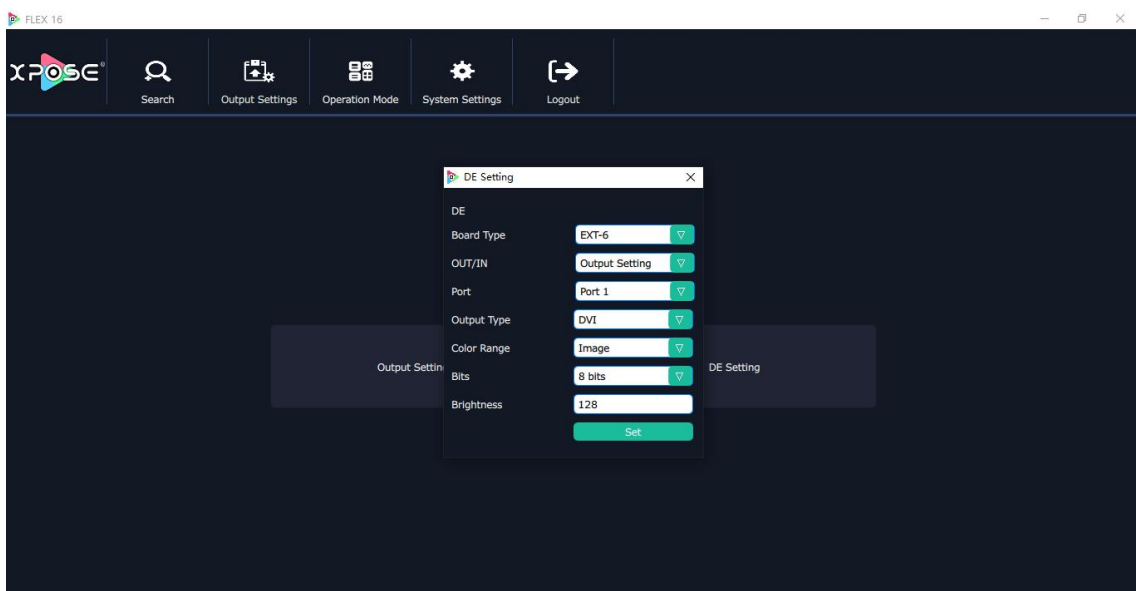 FLEX 16
XPOSE®
Search
Output Settings
Operation Mode
System Settings
Logout
DE Setting
DE
Board Type EXT-6
OUT/IN Output Setting
Port Port 1
Output Type DVI
Color Range Image
Bits 8 bits
Brightness 128
Set
Output Settin
DE Setting